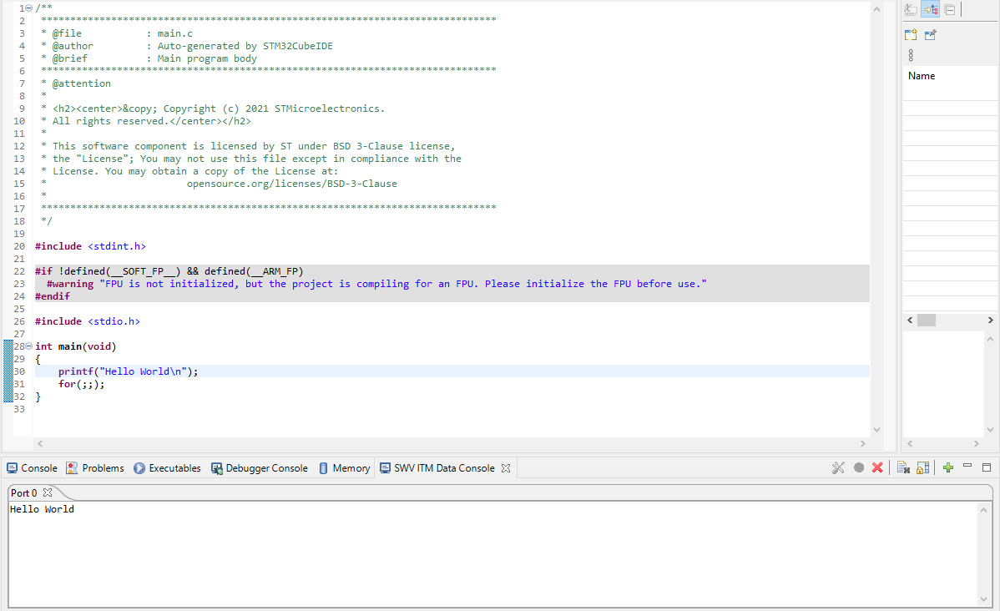 1 /**
2  ******************************************************************************
3  * @file           : main.c
4  * @author         : Auto-generated by STM32CubeIDE
5  * @brief          : Main program body
6  ******************************************************************************
7  * @attention
8  *
9  * <h2><center>&copy; Copyright (c) 2021 STMicroelectronics.
10  * All rights reserved.</center></h2>
11  *
12  * This software component is licensed by ST under BSD 3-Clause license,
13  * the "License"; You may not use this file except in compliance with the
14  * License. You may obtain a copy of the License at:
15  *                        opensource.org/licenses/BSD-3-Clause
16  *
17  ******************************************************************************
18  */
19
20 #include <stdint.h>
21
22 #if !defined(__SOFT_FP__) && defined(__ARM_FP)
23   #warning "FPU is not initialized, but the project is compiling for an FPU. Please initialize the FPU before use."
24 #endif
25
26 #include <stdio.h>
27
28 int main(void)
29 {
30     printf("Hello World\n");
31     for(;;);
32 }
33
Name
Console Problems Executables Debugger Console Memory SWV ITM Data Console
Port 0
Hello World